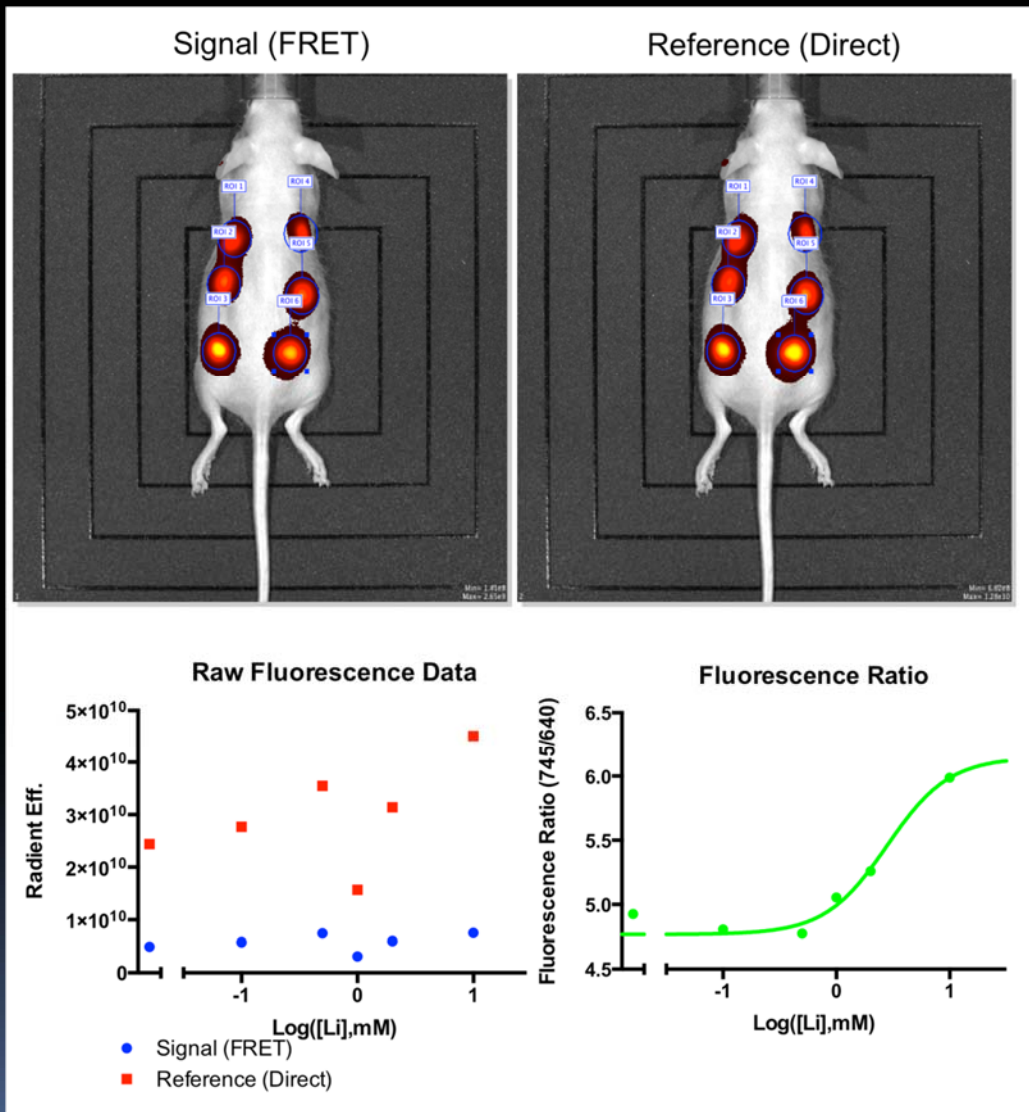 Signal (FRET)
Reference (Direct)
ROI 1
ROI 4
ROI 2
ROI 5
ROI 3
ROI 6
1
ROI 1
ROI 4
ROI 2
ROI 5
ROI 3
ROI 6
2
Raw Fluorescence Data
5×10¹⁰
4×10¹⁰
3×10¹⁰
2×10¹⁰
1×10¹⁰
0
Radient Eff.
-1
0
1
Log([Li],mM)
Signal (FRET)
Reference (Direct)
Fluorescence Ratio
6.5
6.0
5.5
5.0
4.5
Fluorescence Ratio (745/640)
-1
0
1
Log([Li],mM)